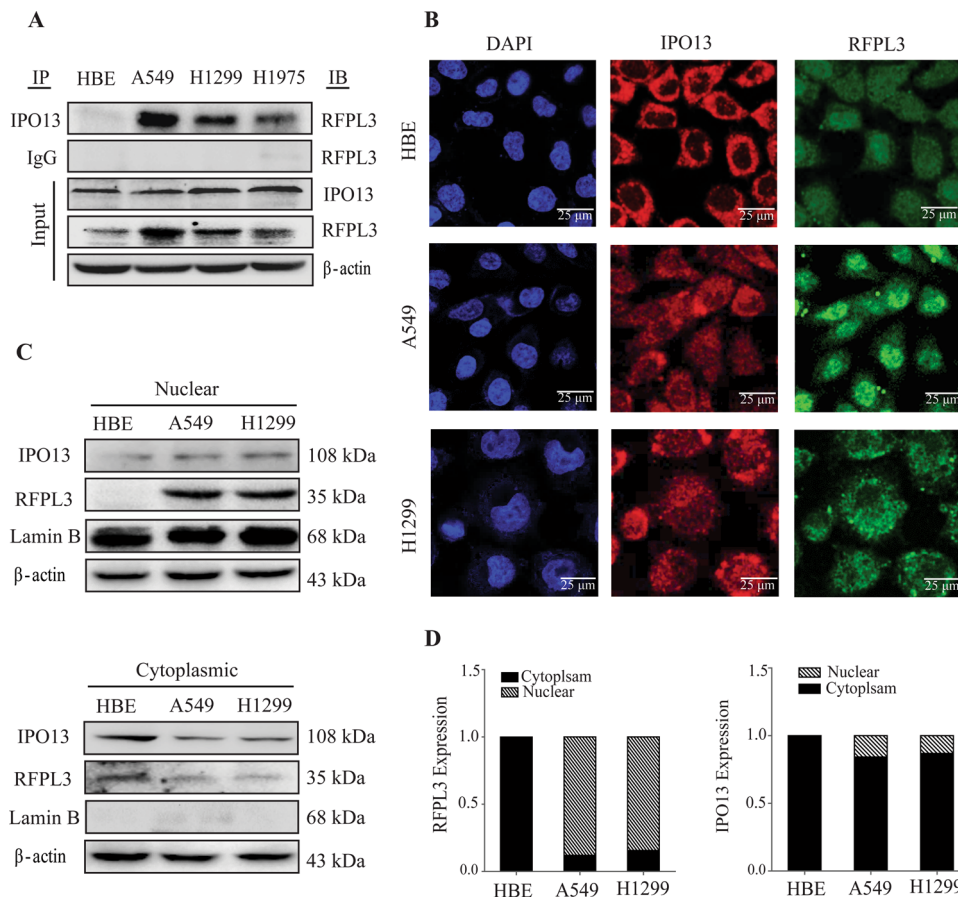 A
IP HBE A549 H1299 H1975 IB
IPO13 RFPL3
IgG RFPL3
Input
IPO13
RFPL3
β-actin
B
DAPI IPO13 RFPL3
HBE
25 μm 25 μm 25 μm
A549
25 μm 25 μm 25 μm
H1299
25 μm 25 μm 25 μm
C
Nuclear
HBE A549 H1299
IPO13 108 kDa
RFPL3 35 kDa
Lamin B 68 kDa
β-actin 43 kDa
Cytoplasmic
HBE A549 H1299
IPO13 108 kDa
RFPL3 35 kDa
Lamin B 68 kDa
β-actin 43 kDa
D
RFPL3 Expression
1.5
1.0
0.5
0.0
Cytoplsam
Nuclear
HBE A549 H1299
IPO13 Expression
1.5
1.0
0.5
0.0
Nuclear
Cytoplsam
HBE A549 H1299